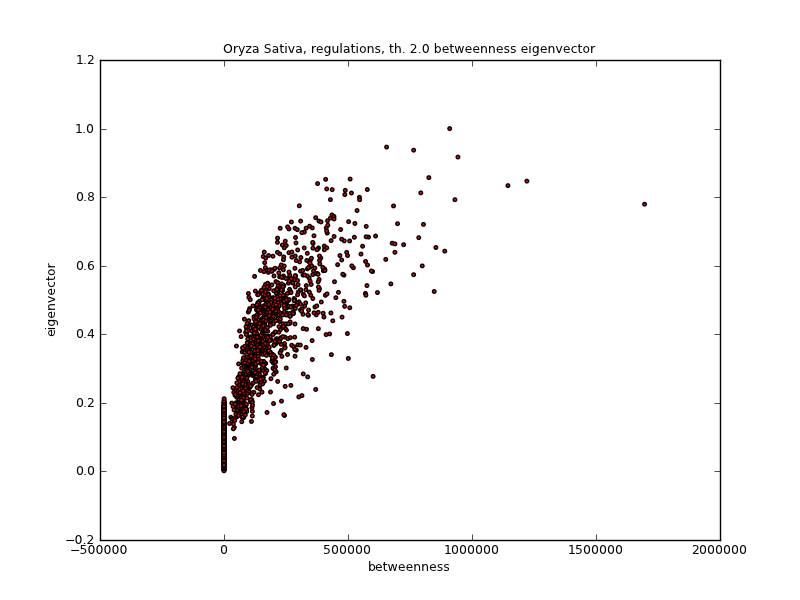 Oryza Sativa, regulations, th. 2.0 betweenness eigenvector
1.2
1.0
0.8
0.6
0.4
0.2
0.0
−0.2
eigenvector
−500000 0 500000 1000000 1500000 2000000
betweenness